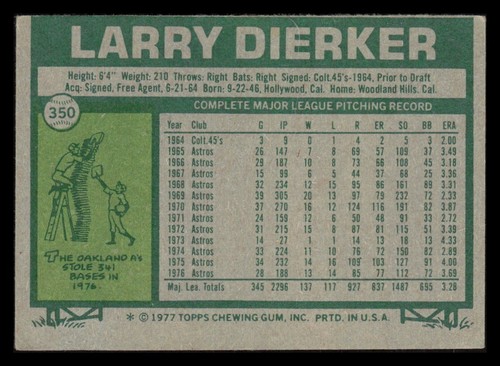 LARRY DIERKER
Height: 6'4" Weight: 210 Throws: Right Bats: Right Signed: Colt.45's-1964, Prior to Draft
Acq: Signed, Free Agent, 6-21-64 Born: 9-22-46, Hollywood, Cal. Home: Woodland Hills, Cal.
350
COMPLETE MAJOR LEAGUE PITCHING RECORD
Year Club G IP W L R ER SO BB ERA
1964 Colt.45's 3 9 0 1 4 2 5 3 2.00
1965 Astros 26 147 7 8 69 57 109 37 3.49
1966 Astros 29 187 10 8 73 66 108 45 3.18
1967 Astros 15 99 6 5 44 37 68 25 3.36
1968 Astros 32 234 12 15 95 86 161 89 3.31
1969 Astros 39 305 20 13 97 79 232 72 2.33
1970 Astros 37 270 16 12 124 116 191 82 3.87
1971 Astros 24 159 12 6 50 48 91 33 2.72
1972 Astros 31 215 15 8 87 81 115 51
1973 Astros 14 27 1 1 14 13 18 13 4.33
1974 Astros 33 224 11 10 76 72 150 82 2.89
1975 Astros 34 232 14 16 109 103 127 91 4.00
1976 Astros 28 188 13 14 85 77 112 72 3.69
Maj. Lea. Totals 345 2296 137 117 927 837 1487 695 3.28
THE OAKLAND A's
STOLE 341
BASES IN
1976.
* © 1977 TOPPS CHEWING GUM, INC. PRTD. IN U.S.A.